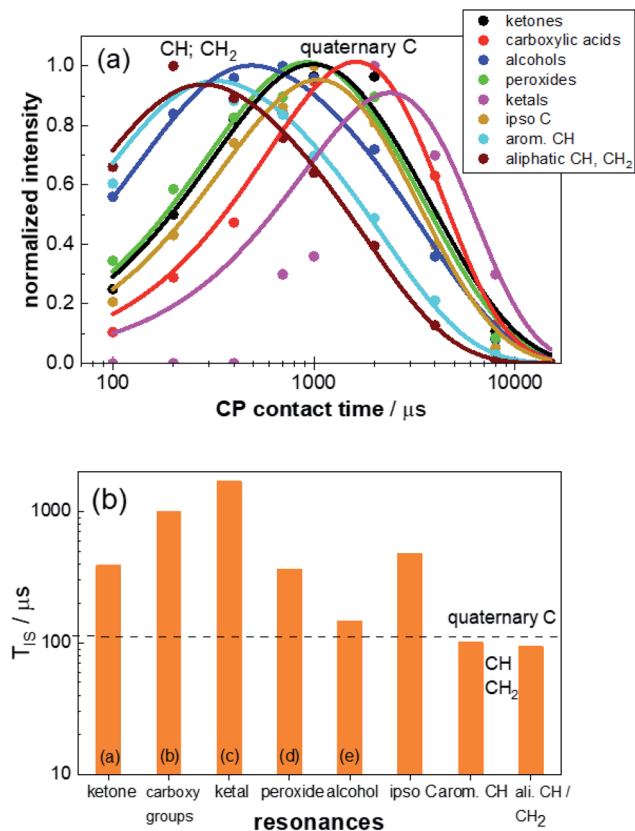 (a)
CH; CH2
quaternary C
ketones
carboxylic acids
alcohols
peroxides
ketals
ipso C
arom. CH
aliphatic CH, CH2
1.0
0.8
0.6
0.4
0.2
0.0
normalized intensity
100
1000
10000
CP contact time / μs
(b)
1000
100
10
TIS / μs
quaternary C
CH
CH2
(a)
(b)
(c)
(d)
(e)
ketone
carboxy
groups
ketal
peroxide
alcohol
ipso C
arom. CH
ali. CH /
CH2
resonances